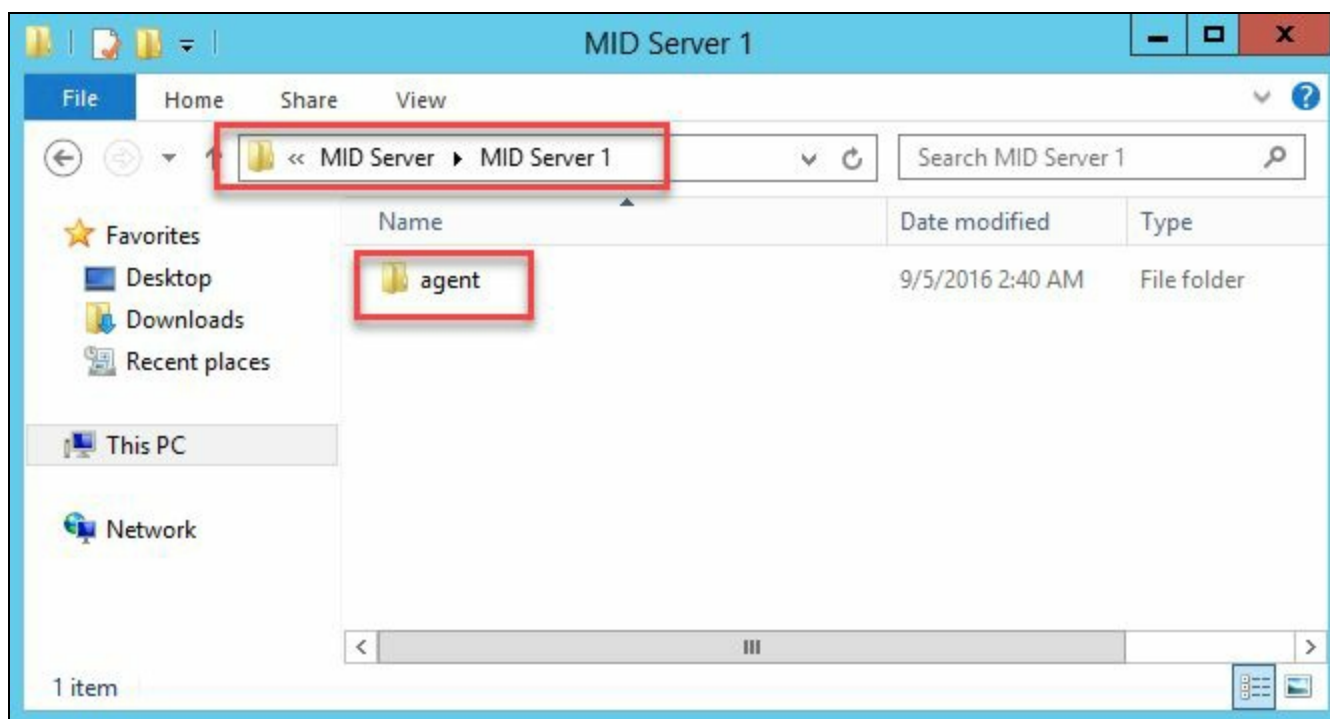 MID Server 1
File Home Share View
« MID Server ▸ MID Server 1 Search MID Server 1
Name Date modified Type
Favorites
agent 9/5/2016 2:40 AM File folder
Desktop
Downloads
Recent places
This PC
Network
1 item